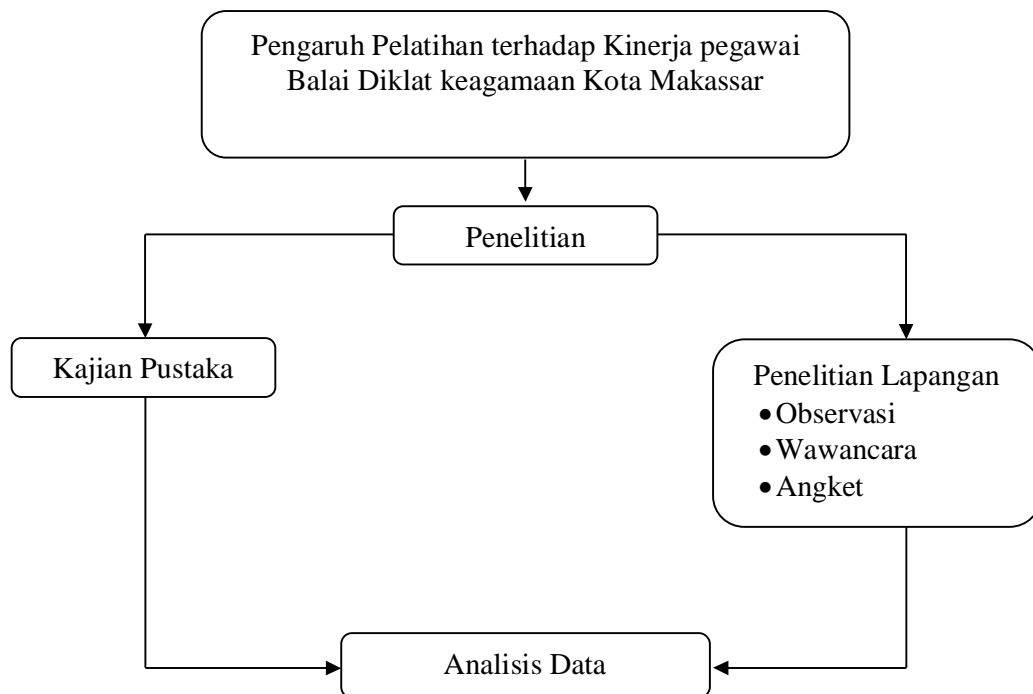 Pengaruh Pelatihan terhadap Kinerja pegawai
Balai Diklat keagamaan Kota Makassar
Penelitian
Kajian Pustaka
Penelitian Lapangan
• Observasi
• Wawancara
• Angket
Analisis Data